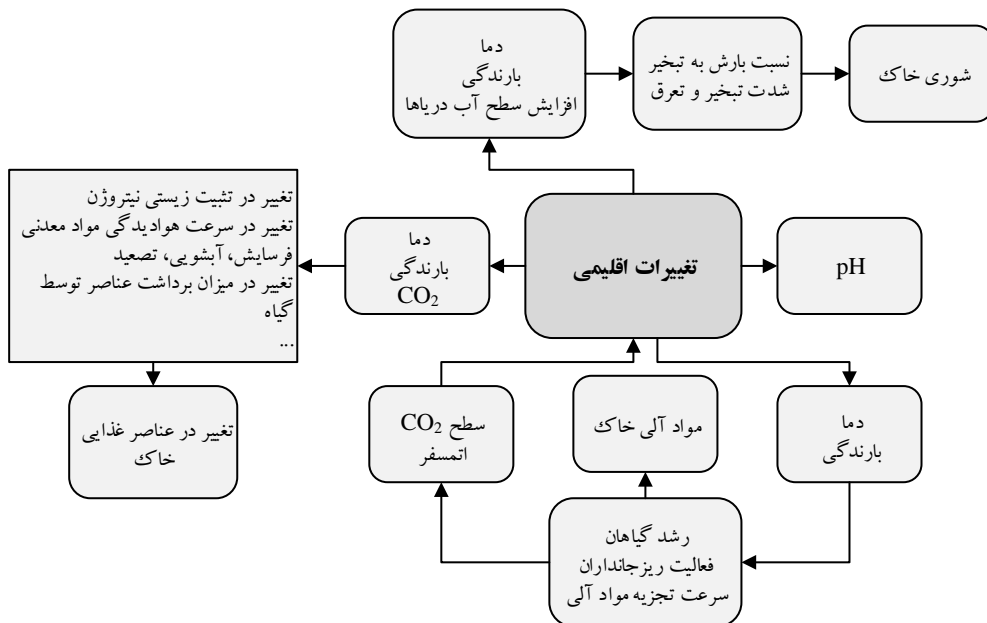 دما
بارندگی
افزایش سطح آب دریاها
نسبت بارش به تبخیر
شدت تبخیر و تعرق
شوری خاک
تغییر در تثبیت زیستی نیتروژن
تغییر در سرعت هوادیدگی مواد معدنی
فرسایش، آبشویی، تصعید
تغییر در میزان برداشت عناصر توسط
گیاه
...
دما
بارندگی
CO₂
تغییرات اقلیمی
pH
تغییر در عناصر غذایی
خاک
سطح CO₂
اتمسفر
مواد آلی خاک
دما
بارندگی
رشد گیاهان
فعالیت ریزجانداران
سرعت تجزیه مواد آلی